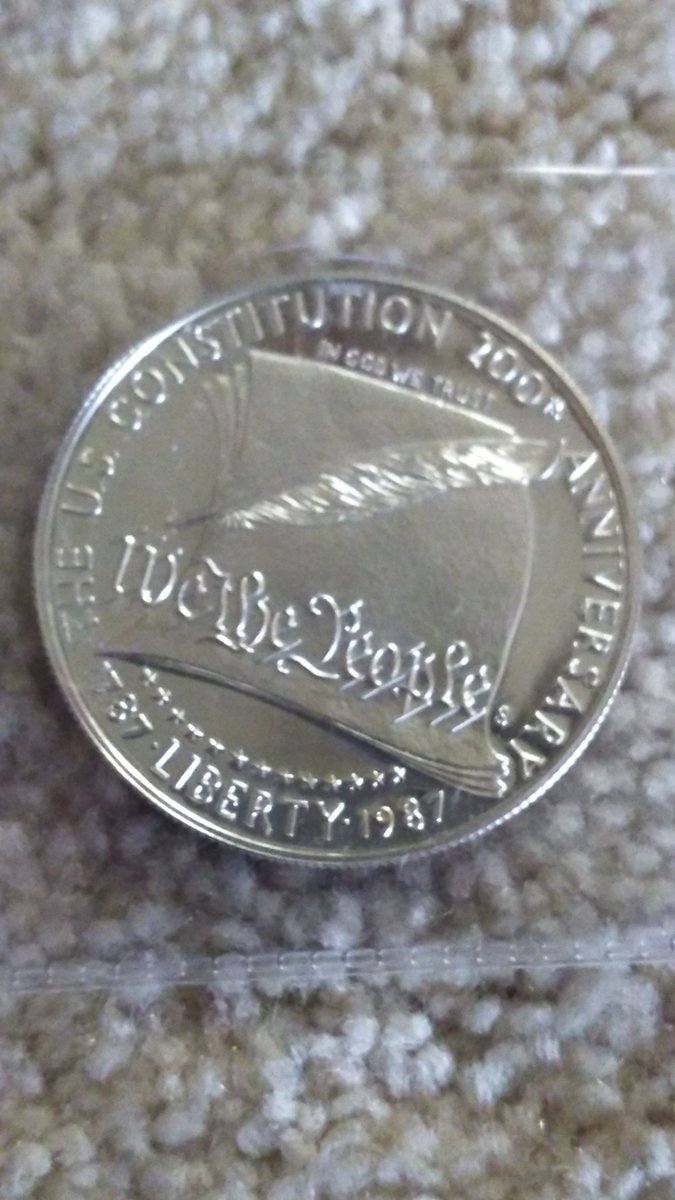 THE U.S. CONSTITUTION 200TH ANNIVERSARY
IN GOD WE TRUST
We the People
S
1787 · LIBERTY · 1987